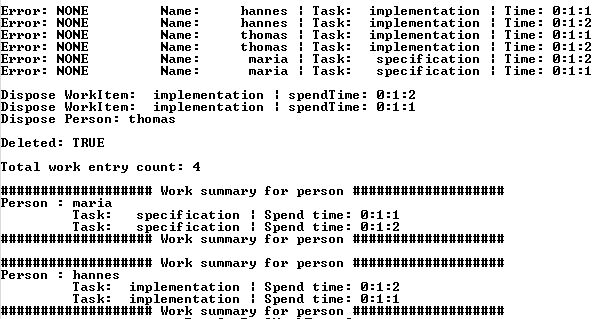 Error: NONE         Name:     hannes ¦ Task:  implementation ¦ Time: 0:1:1
Error: NONE         Name:     hannes ¦ Task:  implementation ¦ Time: 0:1:2
Error: NONE         Name:     thomas ¦ Task:  implementation ¦ Time: 0:1:1
Error: NONE         Name:     thomas ¦ Task:  implementation ¦ Time: 0:1:2
Error: NONE         Name:      maria ¦ Task:   specification ¦ Time: 0:1:2
Error: NONE         Name:      maria ¦ Task:   specification ¦ Time: 0:1:1

Dispose WorkItem:  implementation ¦ spendTime: 0:1:2
Dispose WorkItem:  implementation ¦ spendTime: 0:1:1
Dispose Person: thomas

Deleted: TRUE

Total work entry count: 4

################### Work summary for person ###################
Person : maria
         Task:   specification ¦ Spend time: 0:1:1
         Task:   specification ¦ Spend time: 0:1:2
################### Work summary for person ###################

################### Work summary for person ###################
Person : hannes
         Task:  implementation ¦ Spend time: 0:1:2
         Task:  implementation ¦ Spend time: 0:1:1
################### Work summary for person ###################